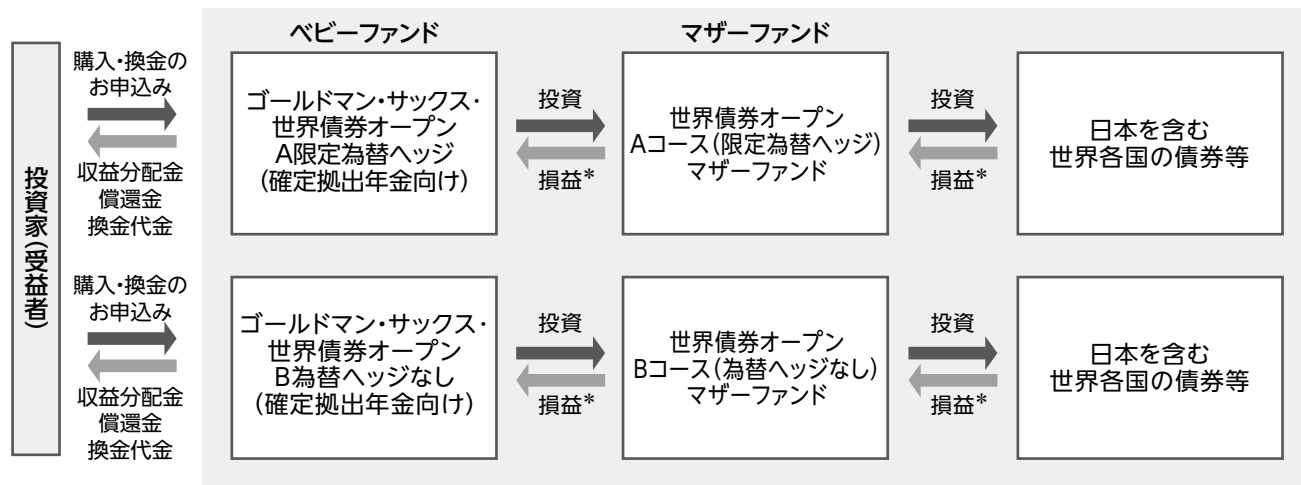 ベビーファンド
マザーファンド
投資家(受益者)
購入・換金の
お申込み
収益分配金
償還金
換金代金
ゴールドマン・サックス・
世界債券オープン
A限定為替ヘッジ
(確定拠出年金向け)
投資
損益*
世界債券オープン
Aコース(限定為替ヘッジ)
マザーファンド
投資
損益*
日本を含む
世界各国の債券等
購入・換金の
お申込み
収益分配金
償還金
換金代金
ゴールドマン・サックス・
世界債券オープン
B為替ヘッジなし
(確定拠出年金向け)
投資
損益*
世界債券オープン
Bコース(為替ヘッジなし)
マザーファンド
投資
損益*
日本を含む
世界各国の債券等